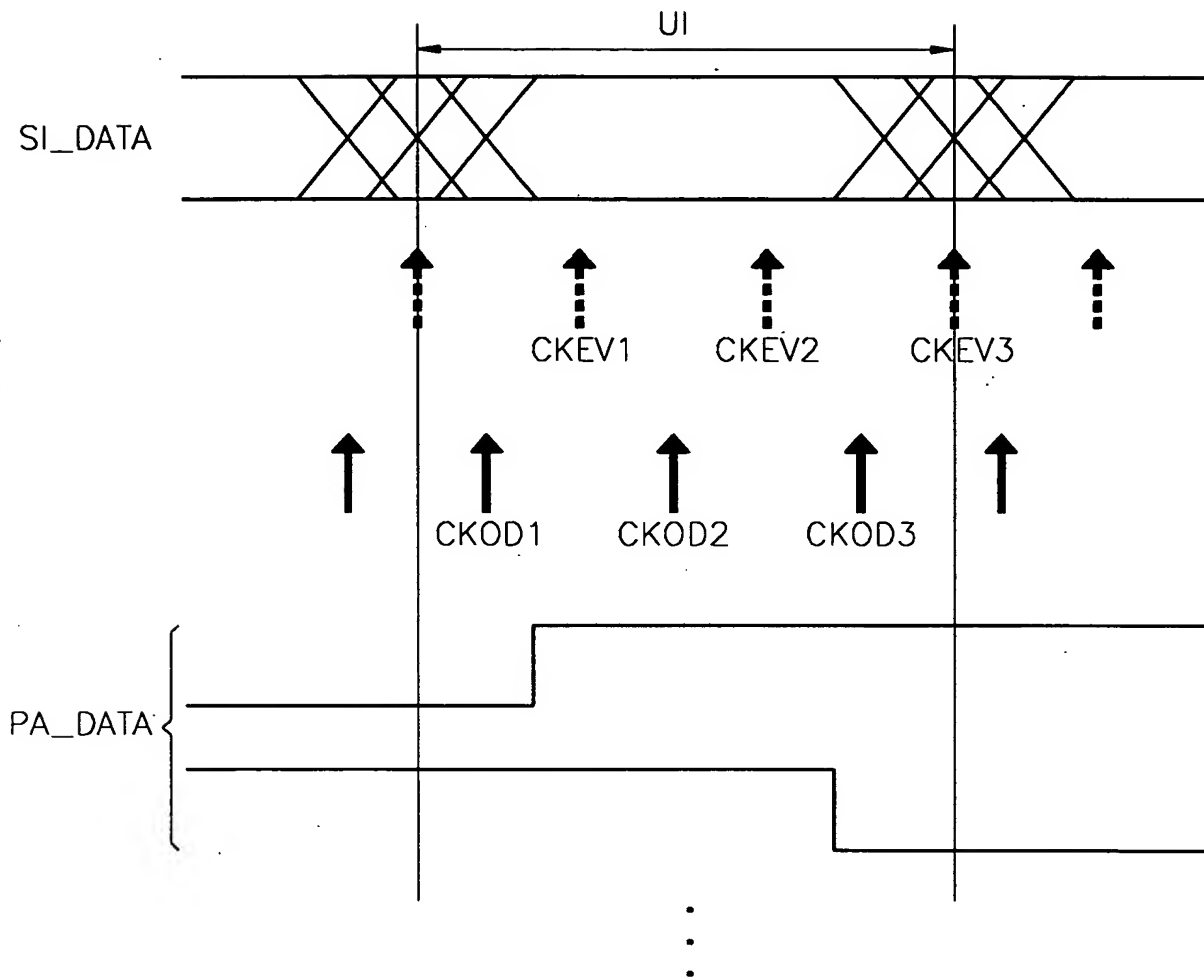 UI
SI_DATA
CKEV1 CKEV2 CKEV3
CKOD1 CKOD2 CKOD3
PA_DATA